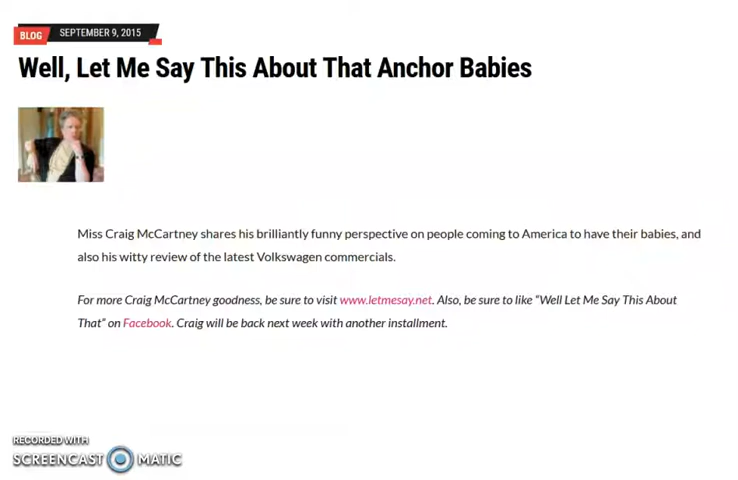 BLOG SEPTEMBER 9, 2015
Well, Let Me Say This About That Anchor Babies
Miss Craig McCartney shares his brilliantly funny perspective on people coming to America to have their babies, and
also his witty review of the latest Volkswagen commercials.
For more Craig McCartney goodness, be sure to visit www.letmesay.net. Also, be sure to like “Well Let Me Say This About
That” on Facebook. Craig will be back next week with another installment.
RECORDED WITH
SCREENCAST MATIC